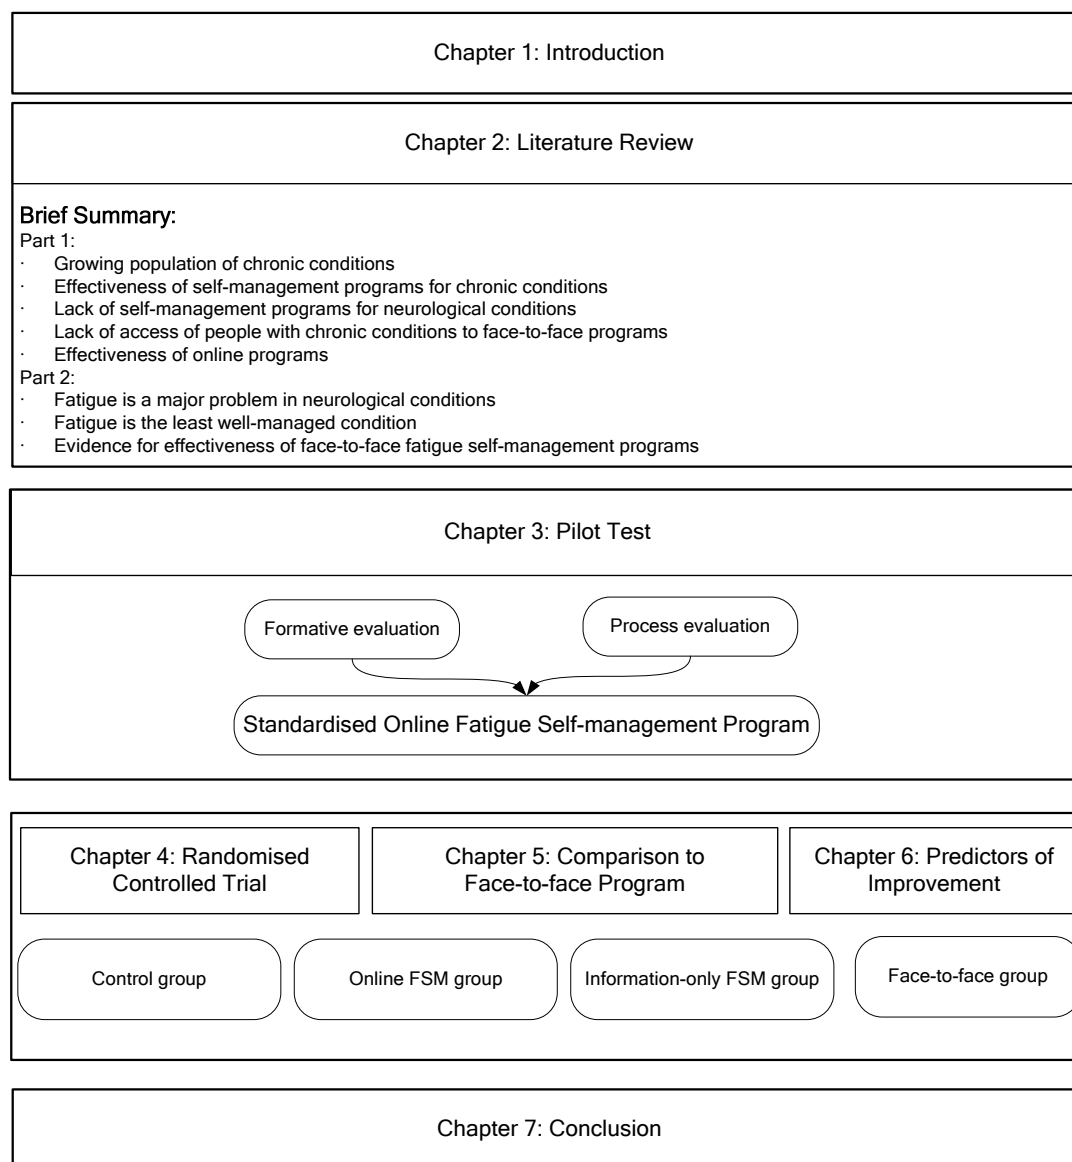 Chapter 1: Introduction
Chapter 2: Literature Review
Brief Summary:
Part 1:
· Growing population of chronic conditions
· Effectiveness of self-management programs for chronic conditions
· Lack of self-management programs for neurological conditions
· Lack of access of people with chronic conditions to face-to-face programs
· Effectiveness of online programs
Part 2:
· Fatigue is a major problem in neurological conditions
· Fatigue is the least well-managed condition
· Evidence for effectiveness of face-to-face fatigue self-management programs
Chapter 3: Pilot Test
Formative evaluation
Process evaluation
Standardised Online Fatigue Self-management Program
Chapter 4: Randomised
Controlled Trial
Chapter 5: Comparison to
Face-to-face Program
Chapter 6: Predictors of
Improvement
Control group
Online FSM group
Information-only FSM group
Face-to-face group
Chapter 7: Conclusion